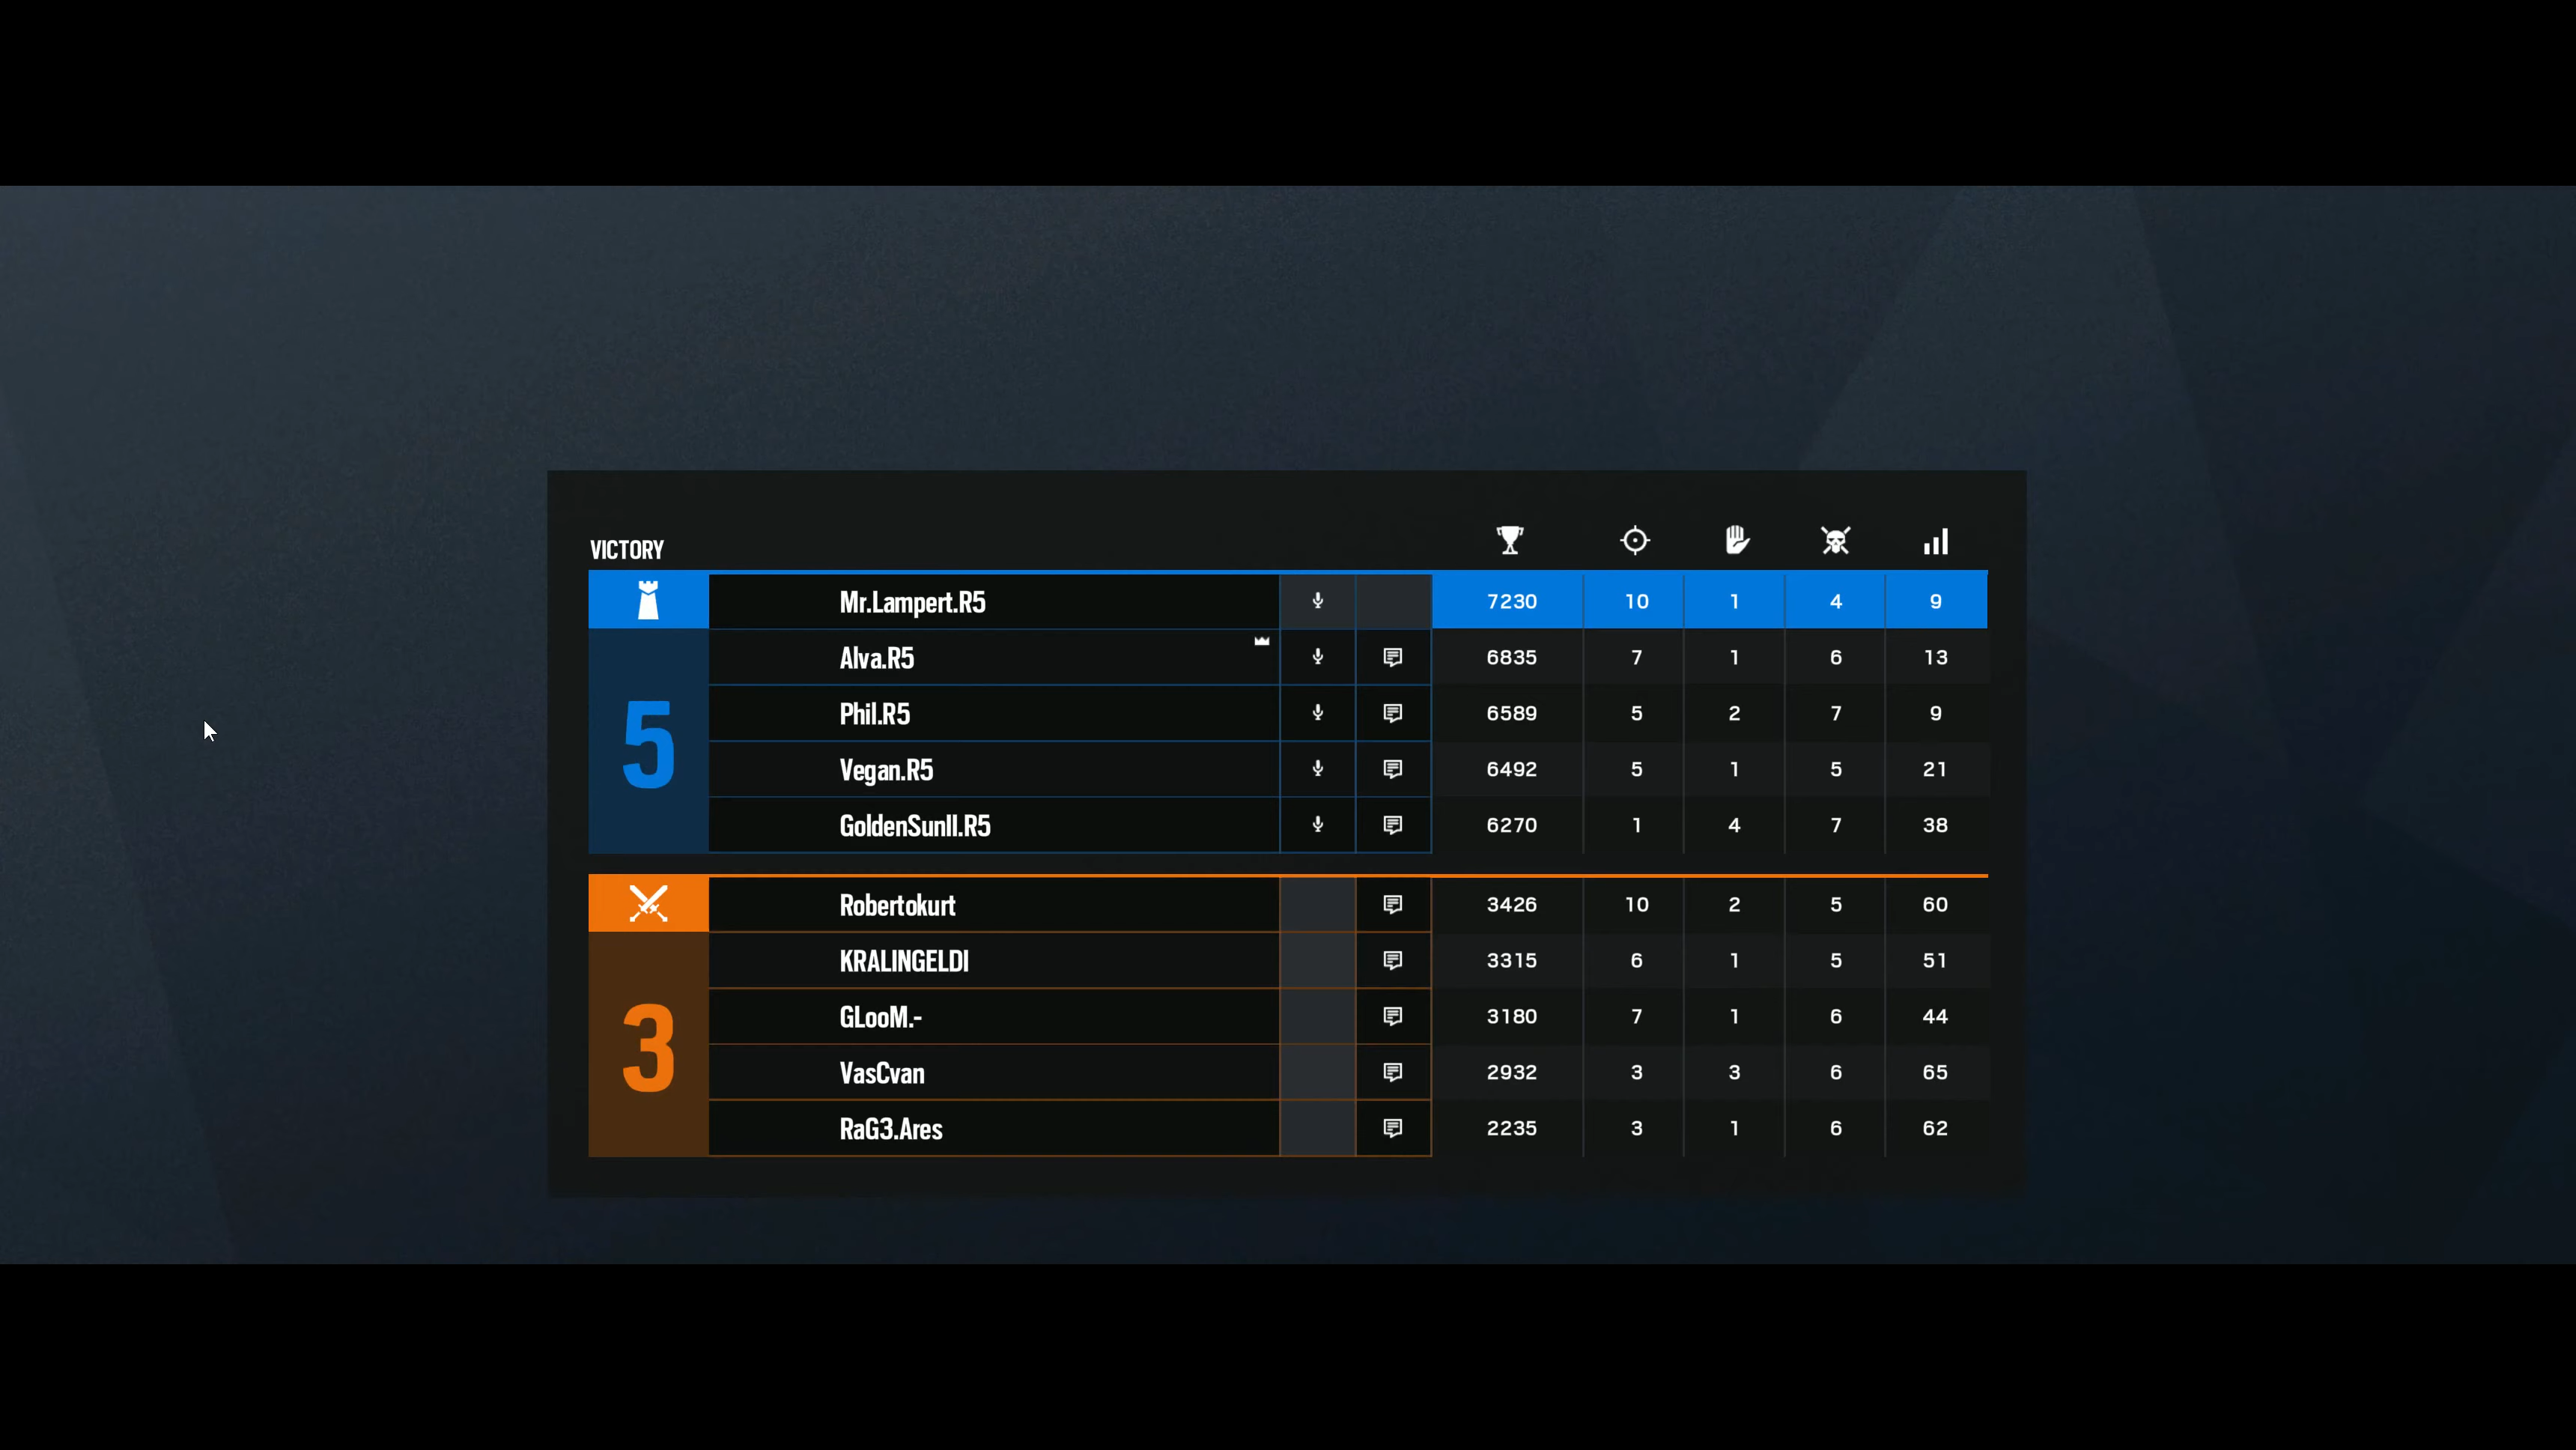 VICTORY
Mr.Lampert.R5 7230 10 1 4 9
Alva.R5 6835 7 1 6 13
5
Phil.R5 6589 5 2 7 9
Vegan.R5 6492 5 1 5 21
GoldenSunII.R5 6270 1 4 7 38
Robertokurt 3426 10 2 5 60
KRALINGELDI 3315 6 1 5 51
3
GLooM.- 3180 7 1 6 44
VasCvan 2932 3 3 6 65
RaG3.Ares 2235 3 1 6 62